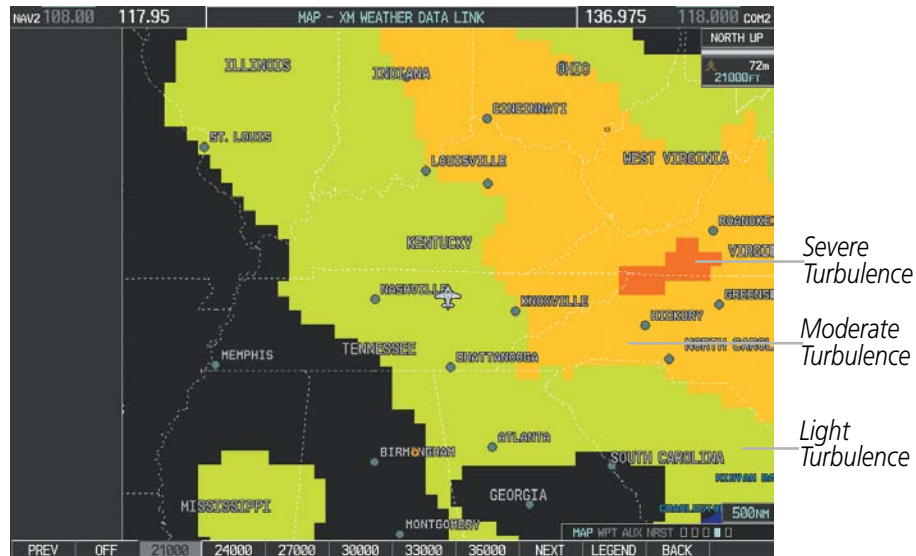 NAV2 108.00 117.95 MAP - XM WEATHER DATA LINK 136.975 118.000 COM2
NORTH UP
72m
21000FT
ILLINOIS
INDIANA
OHIO
CINCINNATI
ST. LOUIS
LOUISVILLE
WEST VIRGINIA
ROANOKE
KENTUCKY
VIRGI
Severe
Turbulence
NASHVILLE
KNOXVILLE
GREENS
HICKORY
MEMPHIS
TENNESSEE
CHATTANOOGA
NORTH CAROL
Moderate
Turbulence
ATLANTA
BIRMINGHAM
SOUTH CAROLINA
Light
Turbulence
GEORGIA
MISSISSIPPI
CHARLESTO
500NM
MONTGOMERY
MAP WPT AUX NRST
PREV OFF 21000 24000 27000 30000 33000 36000 NEXT LEGEND BACK